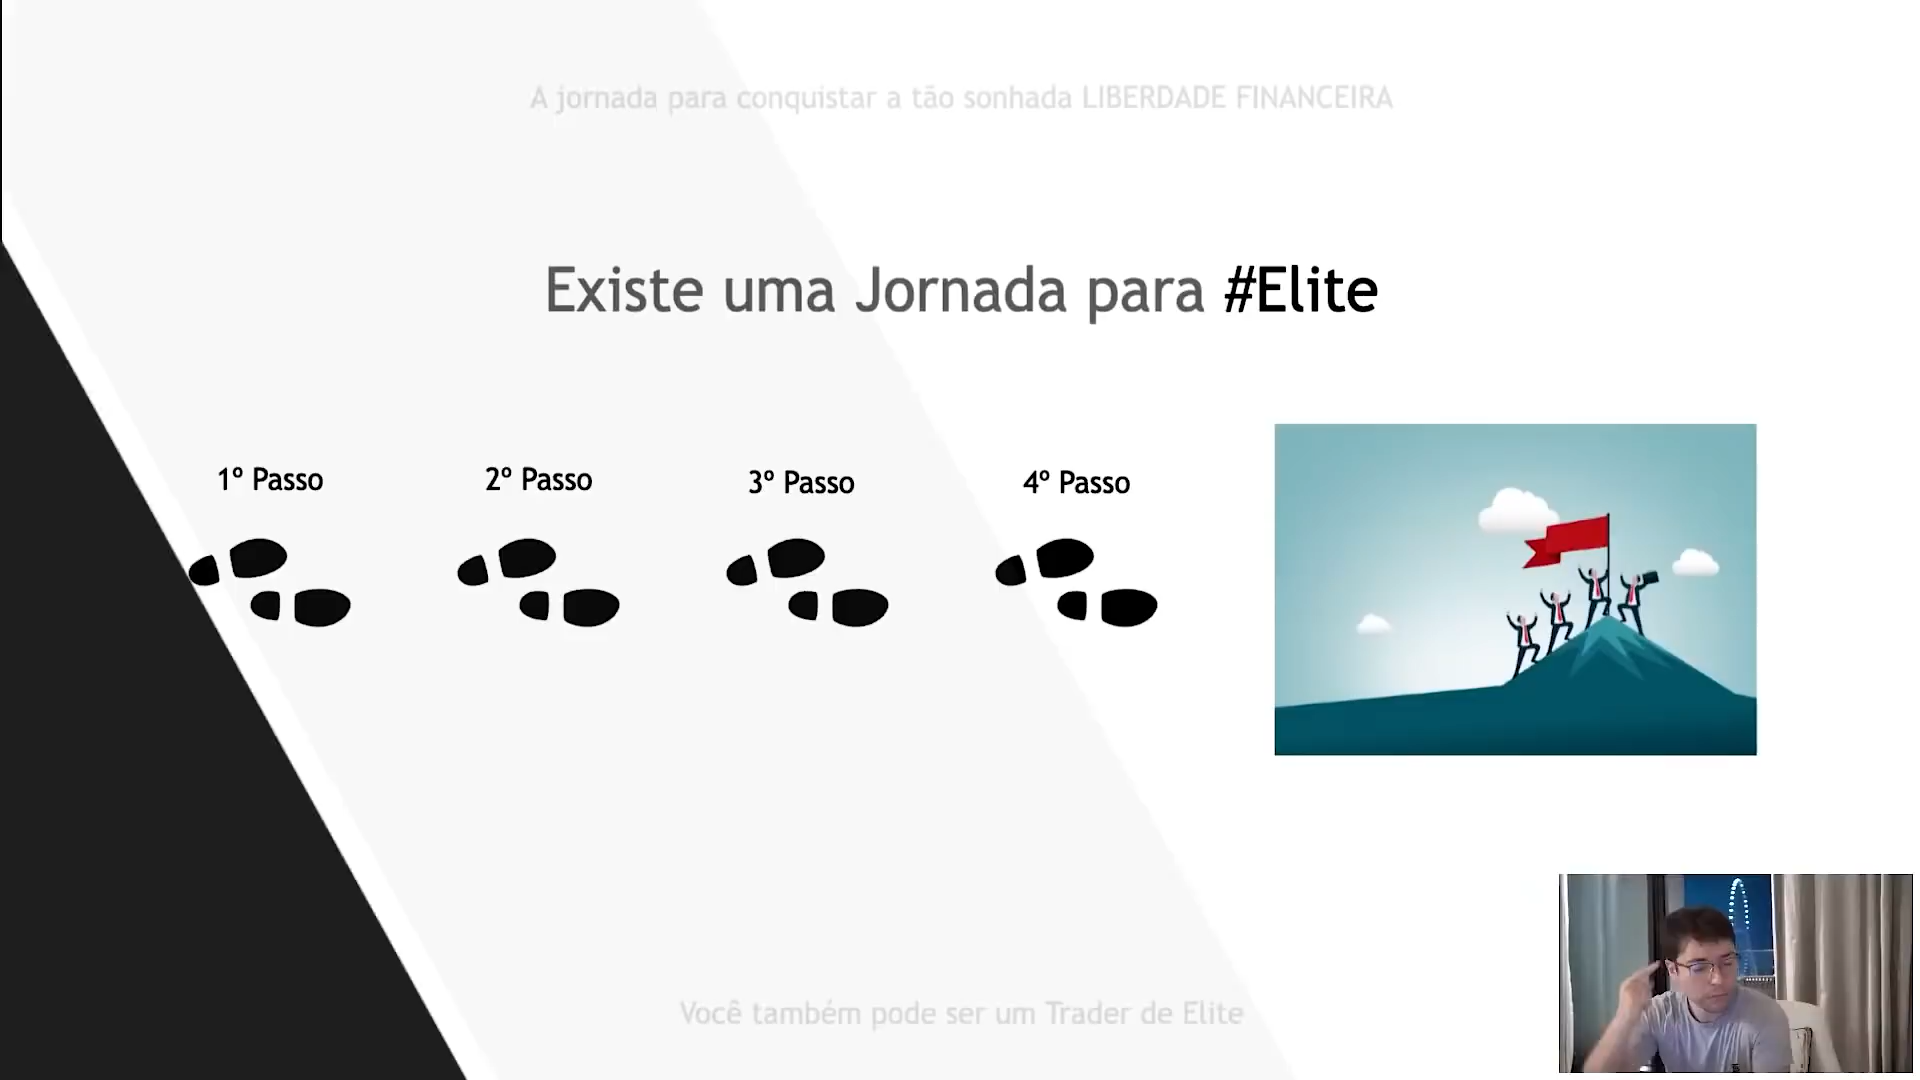 A jornada para conquistar a tão sonhada LIBERDADE FINANCEIRA
Existe uma Jornada para #Elite
1º Passo
2º Passo
3º Passo
4º Passo
Você também pode ser um Trader de Elite